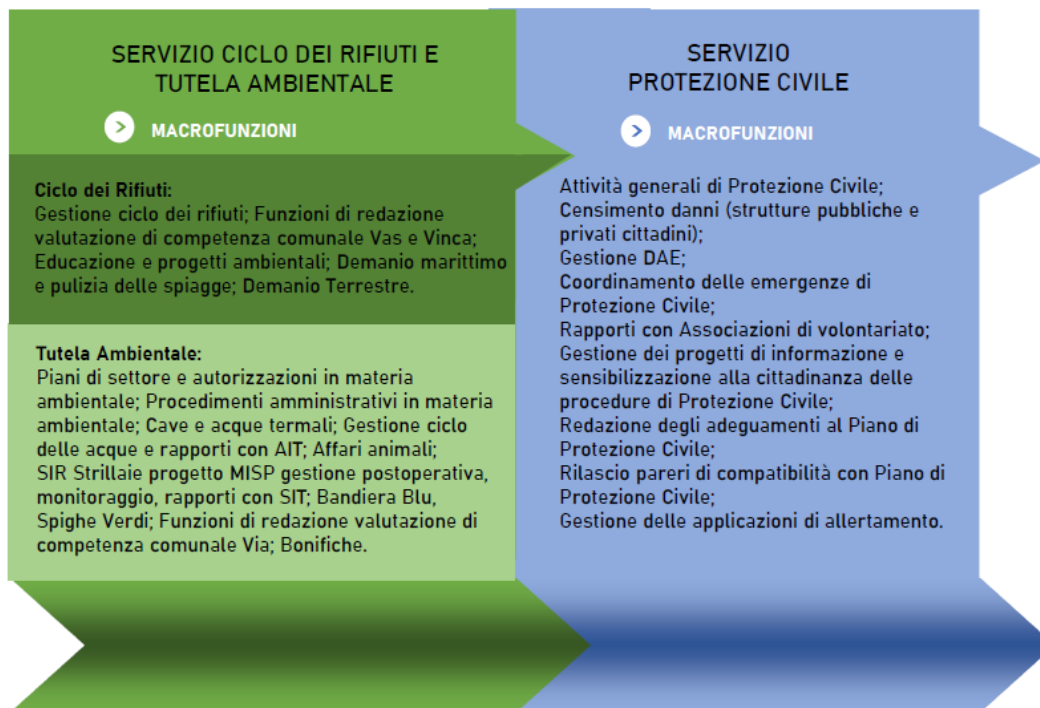 SERVIZIO CICLO DEI RIFIUTI E
TUTELA AMBIENTALE
MACROFUNZIONI
Ciclo dei Rifiuti:
Gestione ciclo dei rifiuti; Funzioni di redazione
valutazione di competenza comunale Vas e Vinca;
Educazione e progetti ambientali; Demanio marittimo
e pulizia delle spiagge; Demanio Terrestre.
Tutela Ambientale:
Piani di settore e autorizzazioni in materia
ambientale; Procedimenti amministrativi in materia
ambientale; Cave e acque termali; Gestione ciclo
delle acque e rapporti con AIT; Affari animali;
SIR Strillaie progetto MISP gestione postoperativa,
monitoraggio, rapporti con SIT; Bandiera Blu,
Spighe Verdi; Funzioni di redazione valutazione di
competenza comunale Via; Bonifiche.
SERVIZIO
PROTEZIONE CIVILE
MACROFUNZIONI
Attività generali di Protezione Civile;
Censimento danni (strutture pubbliche e
privati cittadini);
Gestione DAE;
Coordinamento delle emergenze di
Protezione Civile;
Rapporti con Associazioni di volontariato;
Gestione dei progetti di informazione e
sensibilizzazione alla cittadinanza delle
procedure di Protezione Civile;
Redazione degli adeguamenti al Piano di
Protezione Civile;
Rilascio pareri di compatibilità con Piano di
Protezione Civile;
Gestione delle applicazioni di allertamento.